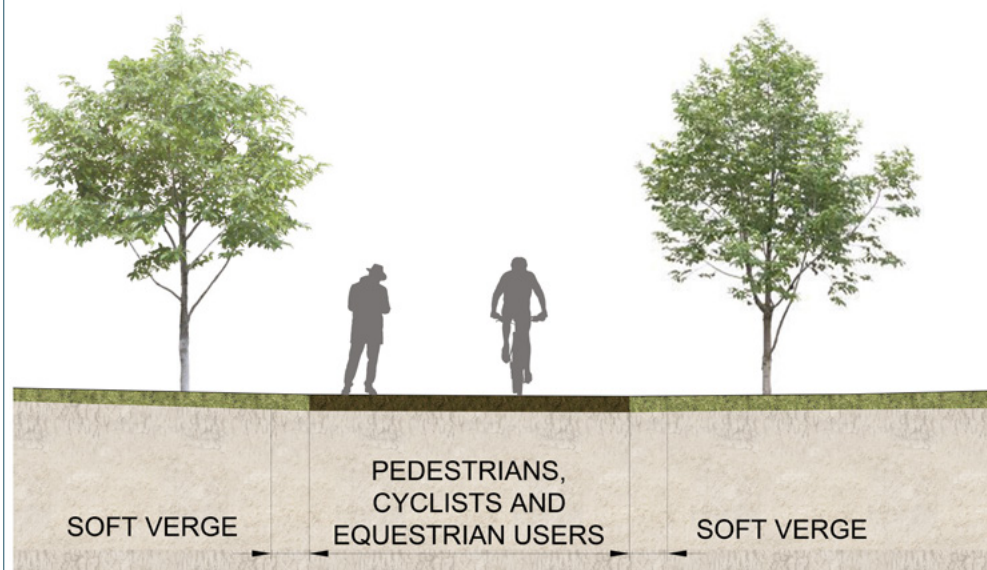 PEDESTRIANS,
CYCLISTS AND
EQUESTRIAN USERS
SOFT VERGE
SOFT VERGE